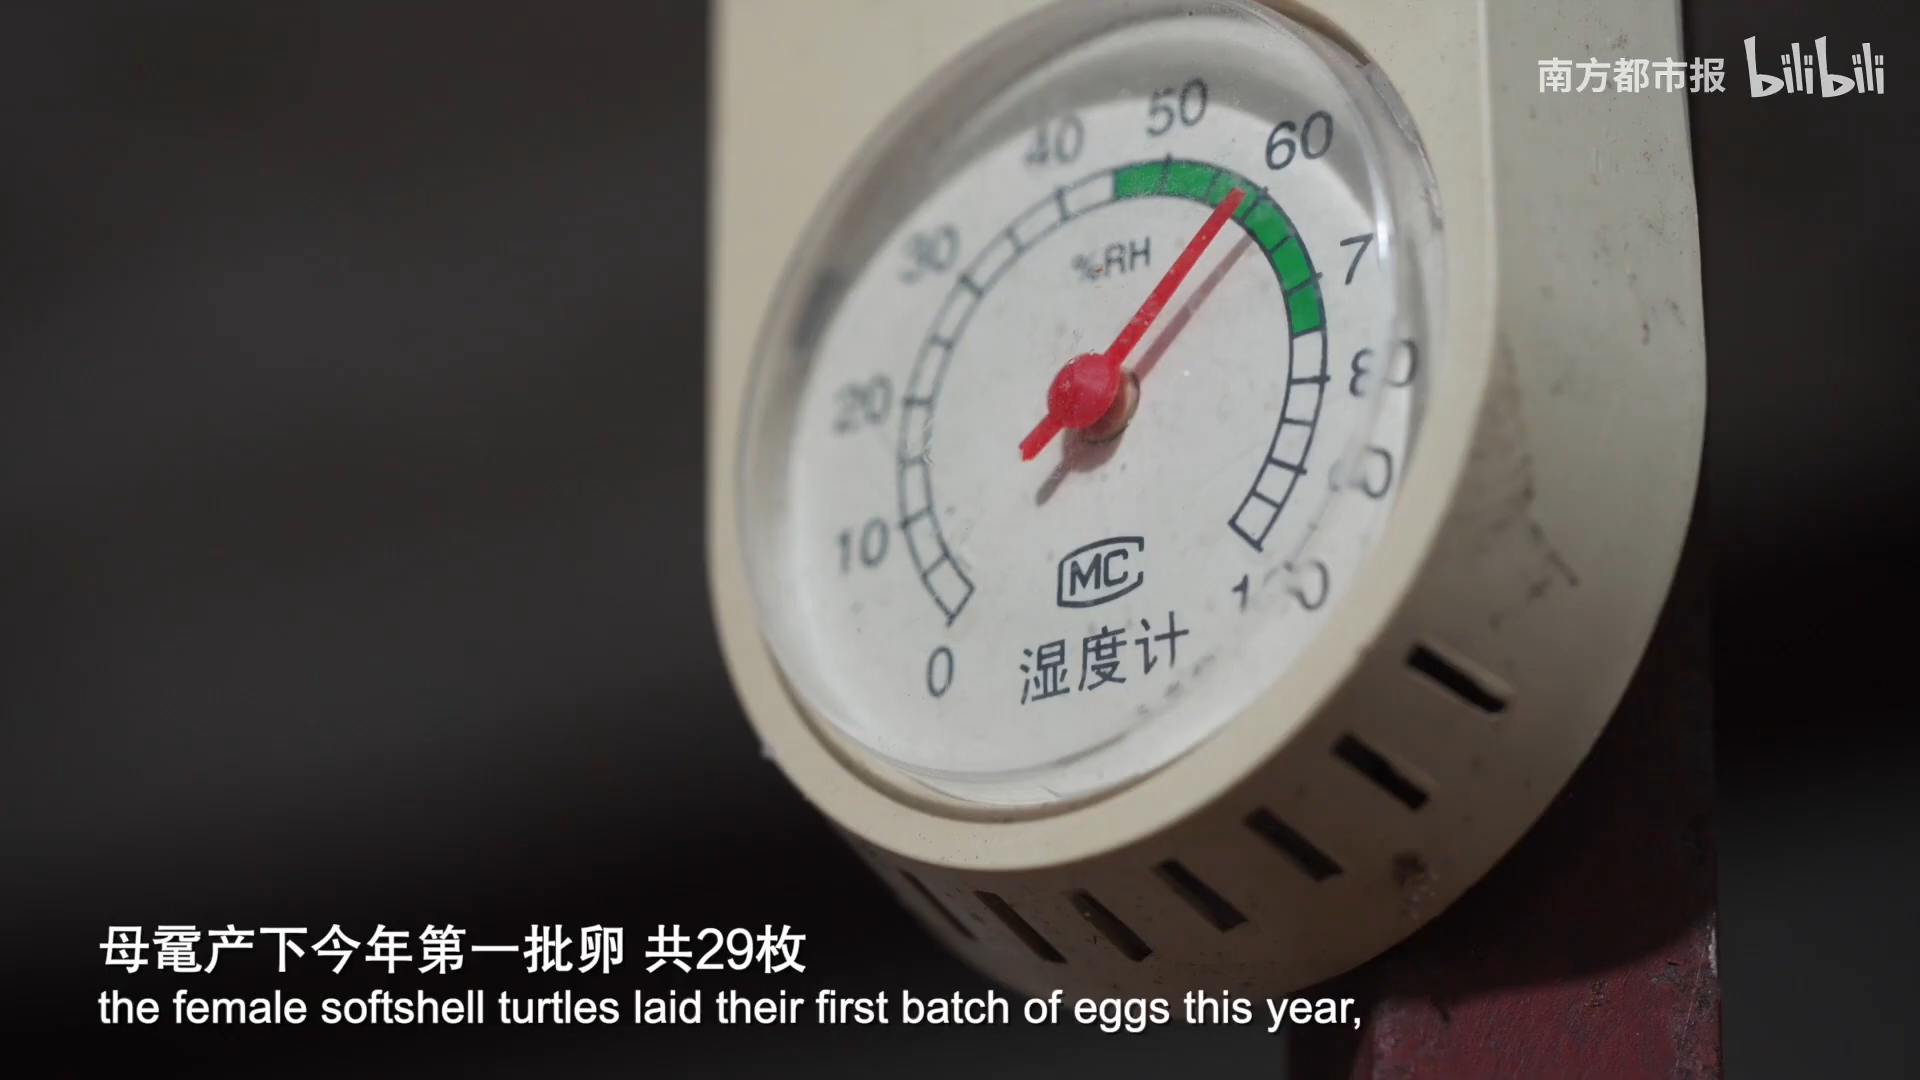 南方都市报 bilibili
50
40
60
30
%RH
7
20
80
10
MC
0
湿度计
母鼋产下今年第一批卵 共29枚
the female softshell turtles laid their first batch of eggs this year,